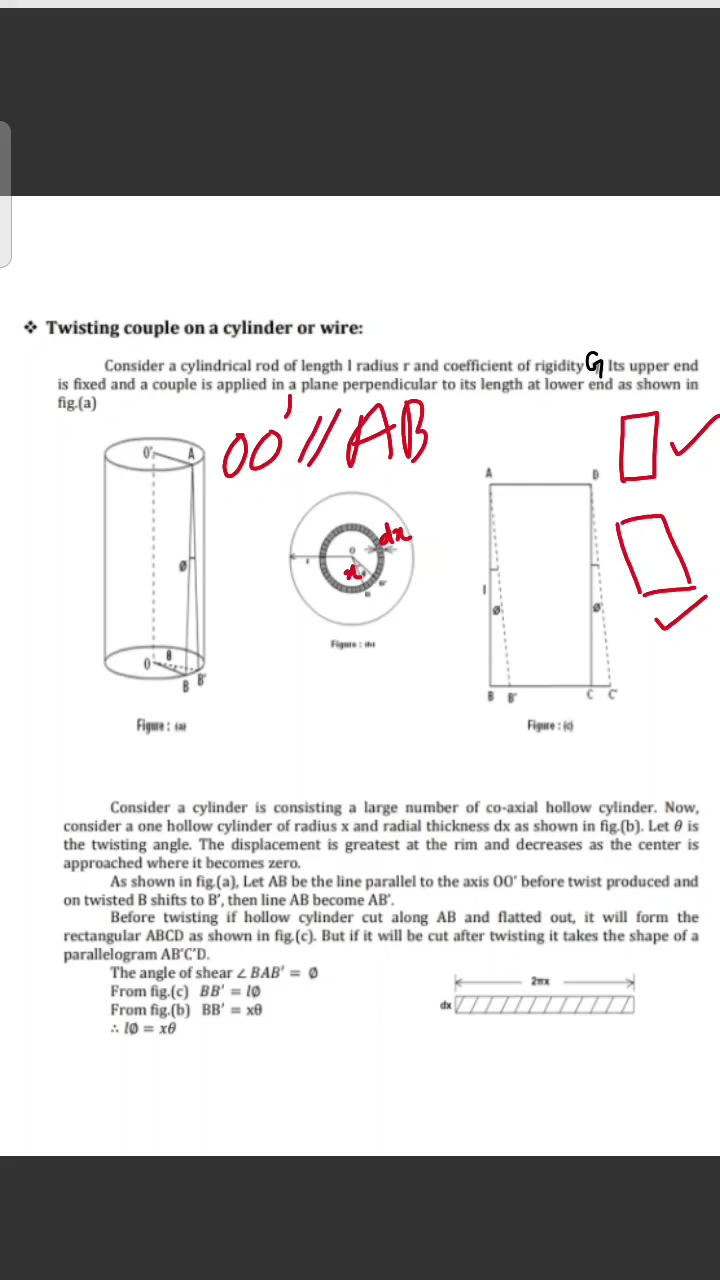 ❖ Twisting couple on a cylinder or wire:
Consider a cylindrical rod of length l radius r and coefficient of rigidity G Its upper end
is fixed and a couple is applied in a plane perpendicular to its length at lower end as shown in
fig.(a)
OO' // AB
O' A
Ø
O θ
B B'
Figure : (a)
dx
O
r
x
Figure : (b)
A D
l
Ø Ø
B B' C C'
Figure : (c)
Consider a cylinder is consisting a large number of co-axial hollow cylinder. Now,
consider a one hollow cylinder of radius x and radial thickness dx as shown in fig.(b). Let θ is
the twisting angle. The displacement is greatest at the rim and decreases as the center is
approached where it becomes zero.
As shown in fig.(a), Let AB be the line parallel to the axis OO' before twist produced and
on twisted B shifts to B', then line AB become AB'.
Before twisting if hollow cylinder cut along AB and flatted out, it will form the
rectangular ABCD as shown in fig.(c). But if it will be cut after twisting it takes the shape of a
parallelogram AB'C'D.
The angle of shear ∠ BAB' = Ø
From fig.(c) BB' = lØ
From fig.(b) BB' = xθ
∴ lØ = xθ
2πx
dx